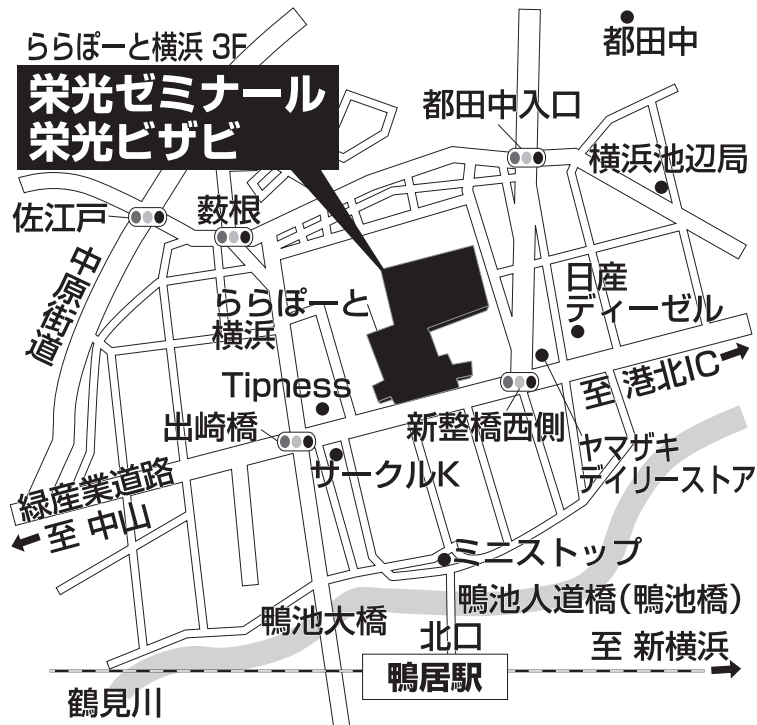 ららぽーと横浜 3F
栄光ゼミナール
栄光ビザビ
都田中
都田中入口
横浜池辺局
佐江戸
薮根
中原街道
ららぽーと
横浜
日産
ディーゼル
Tipness
至 港北IC
出崎橋
新整橋西側
サークルK
ヤマザキ
デイリーストア
緑産業道路
至 中山
ミニストップ
鴨池人道橋(鴨池橋)
鴨池大橋
北口
至 新横浜
鴨居駅
鶴見川